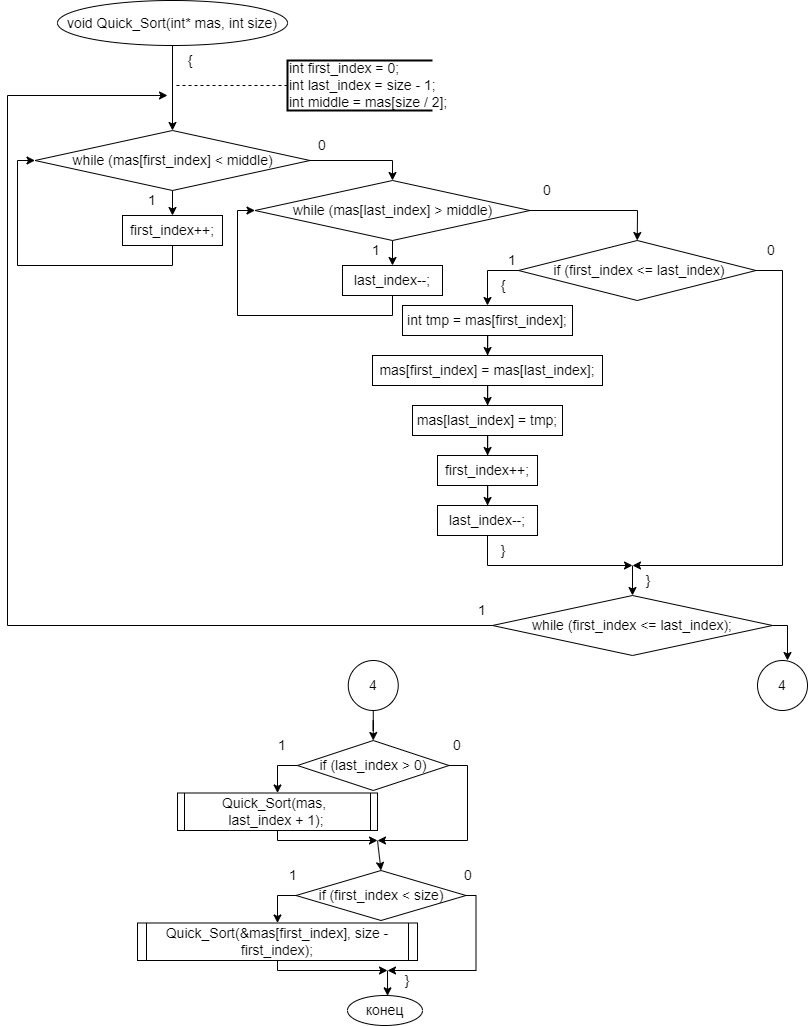 void Quick_Sort(int* mas, int size)
{
int first_index = 0;
int last_index = size - 1;
int middle = mas[size / 2];
while (mas[first_index] < middle)
0
1
first_index++;
while (mas[last_index] > middle)
0
1
last_index--;
if (first_index <= last_index)
1
0
{
int tmp = mas[first_index];
mas[first_index] = mas[last_index];
mas[last_index] = tmp;
first_index++;
last_index--;
}
}
1
while (first_index <= last_index);
4
4
1
0
if (last_index > 0)
Quick_Sort(mas,
last_index + 1);
1
0
if (first_index < size)
Quick_Sort(&mas[first_index], size -
first_index);
}
конец